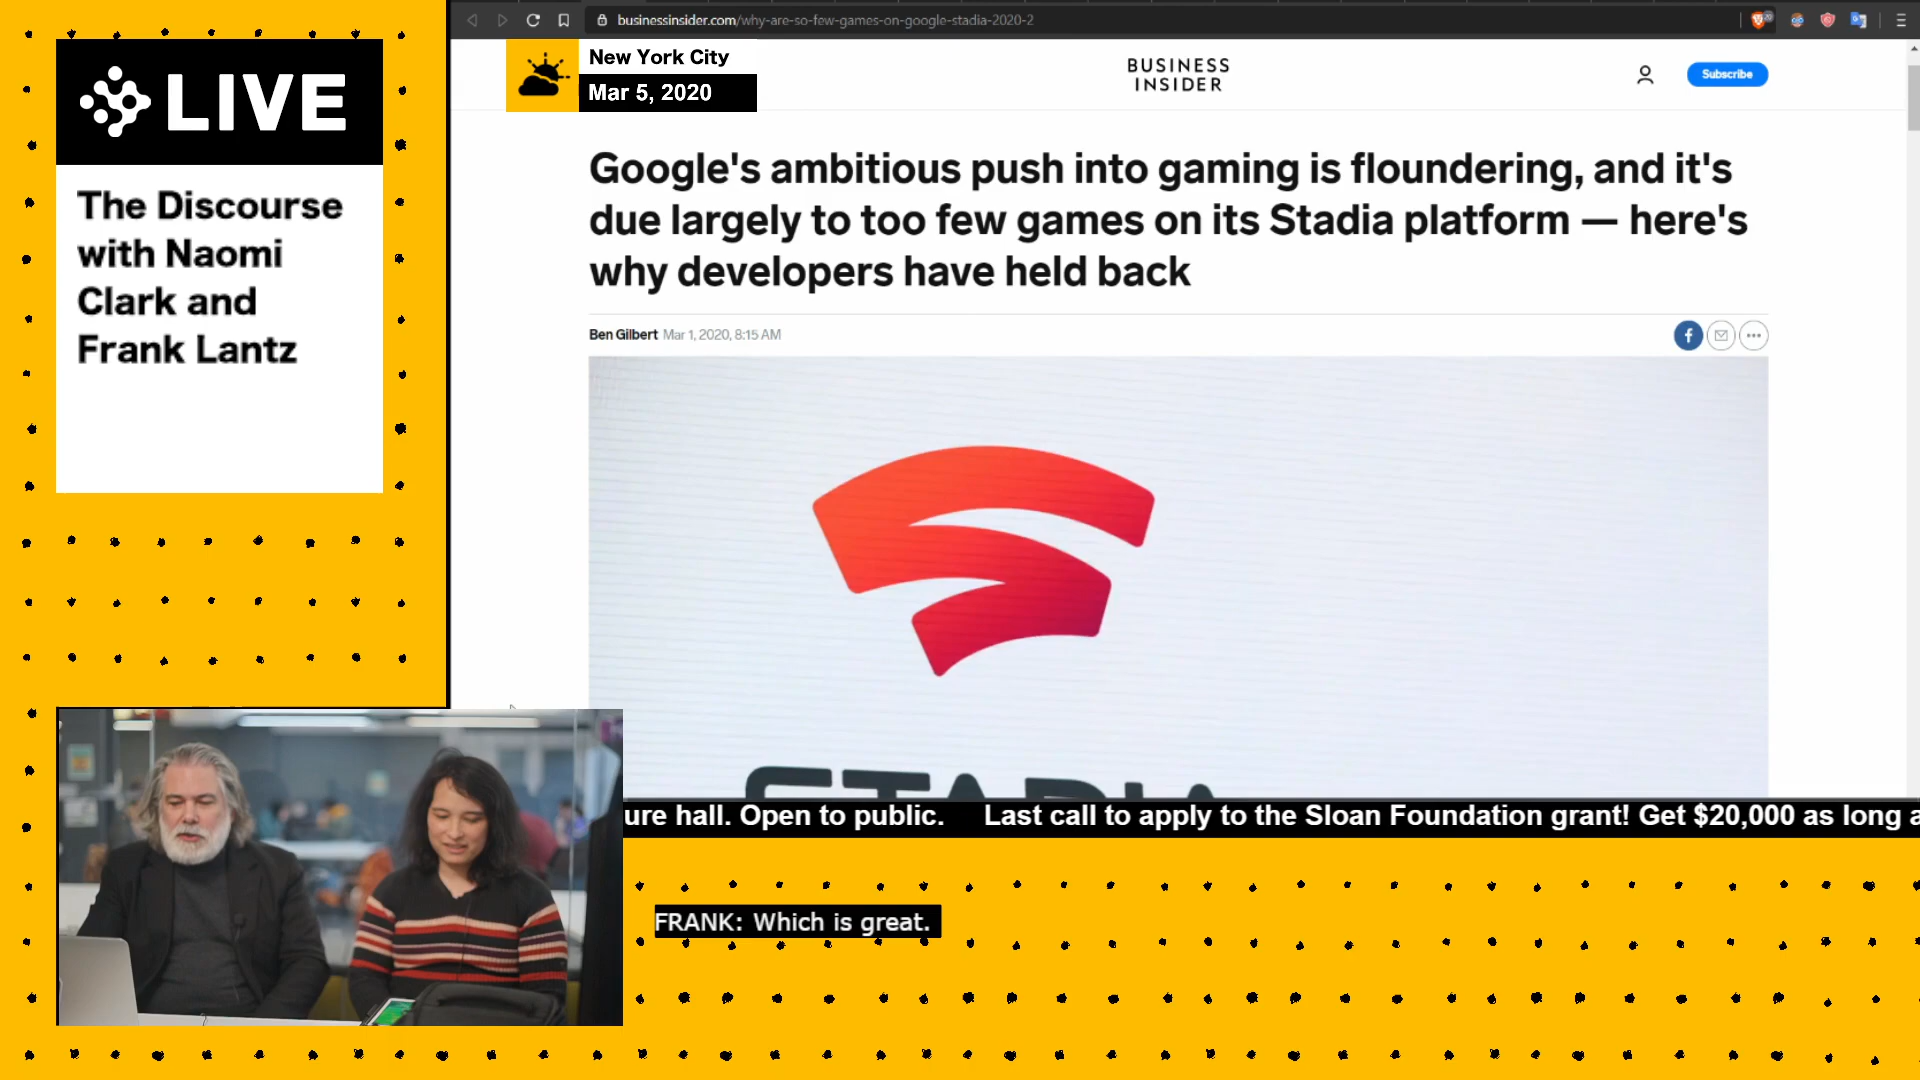 businessinsider.com/why-are-so-few-games-on-google-stadia-2020-2
LIVE
The Discourse
with Naomi
Clark and
Frank Lantz
New York City
Mar 5, 2020
BUSINESS
INSIDER
Subscribe
Google's ambitious push into gaming is floundering, and it's
due largely to too few games on its Stadia platform — here's
why developers have held back
Ben Gilbert Mar 1, 2020, 8:15 AM
STADIA
ure hall. Open to public. Last call to apply to the Sloan Foundation grant! Get $20,000 as long a
FRANK: Which is great.